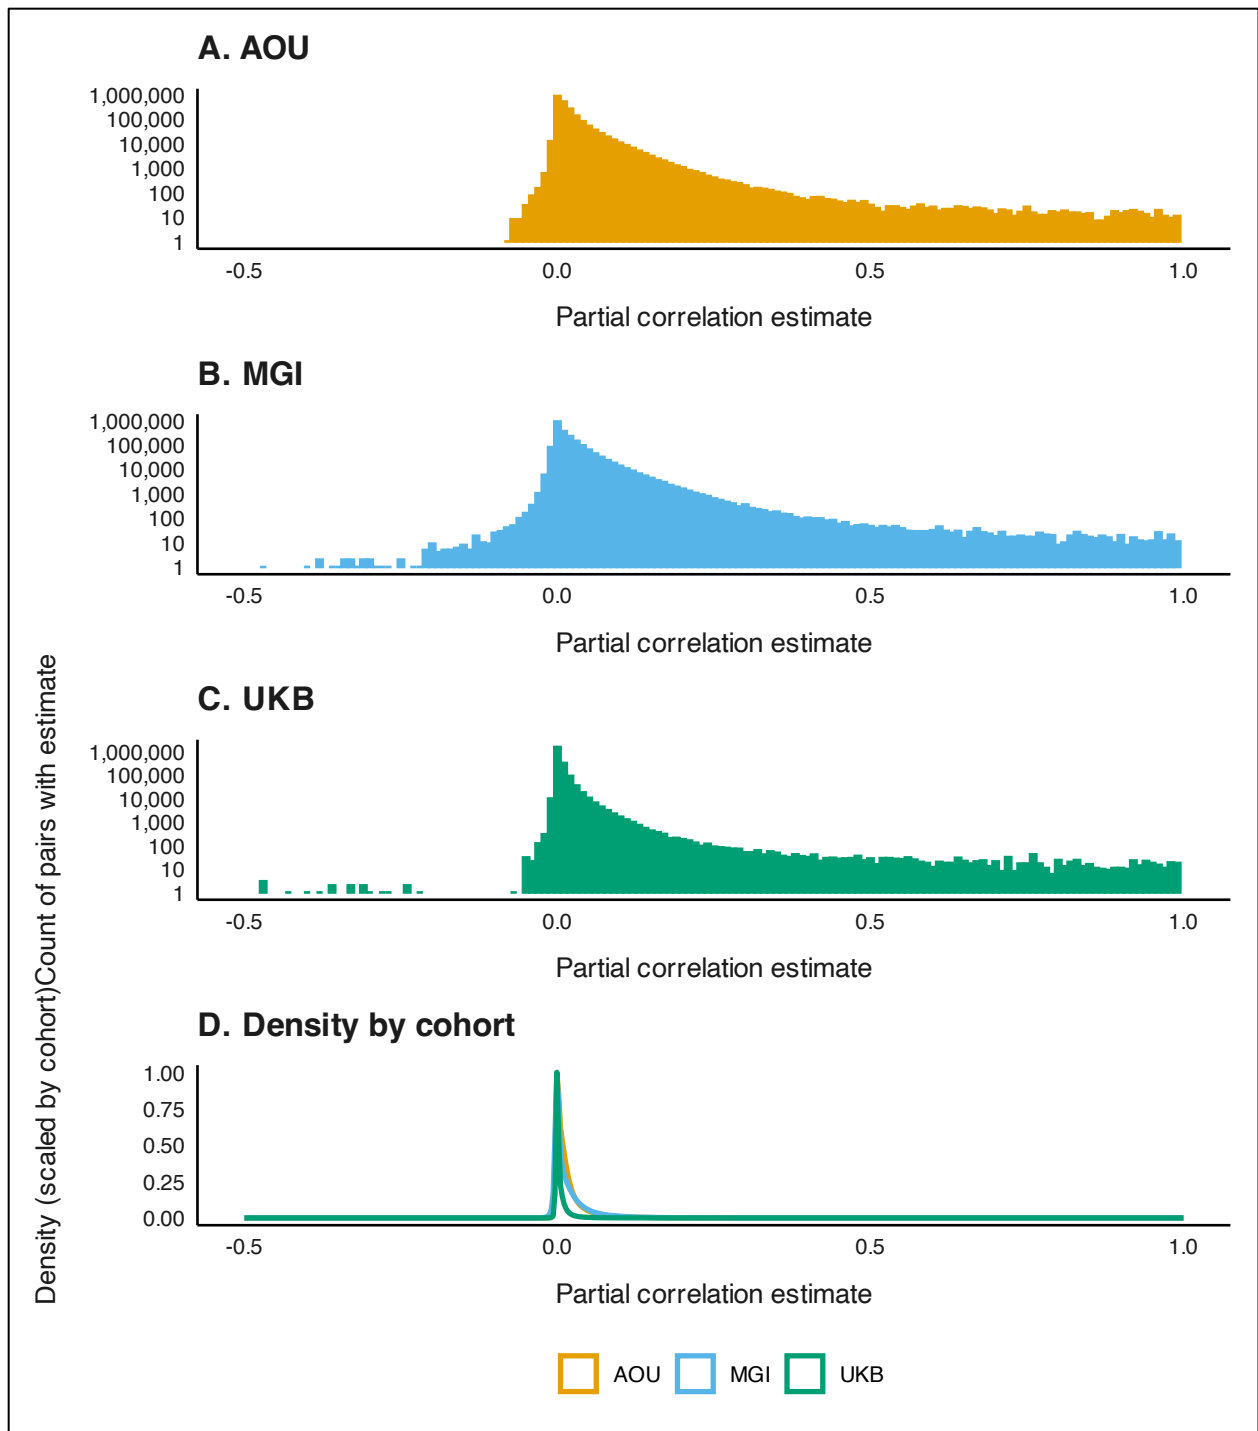 A. AOU
1,000,000
100,000
10,000
1,000
100
10
1
-0.5 0.0 0.5 1.0
Partial correlation estimate
B. MGI
1,000,000
100,000
10,000
1,000
100
10
1
-0.5 0.0 0.5 1.0
Partial correlation estimate
C. UKB
1,000,000
100,000
10,000
1,000
100
10
1
-0.5 0.0 0.5 1.0
Partial correlation estimate
Density (scaled by cohort)Count of pairs with estimate
D. Density by cohort
1.00
0.75
0.50
0.25
0.00
-0.5 0.0 0.5 1.0
Partial correlation estimate
AOU MGI UKB